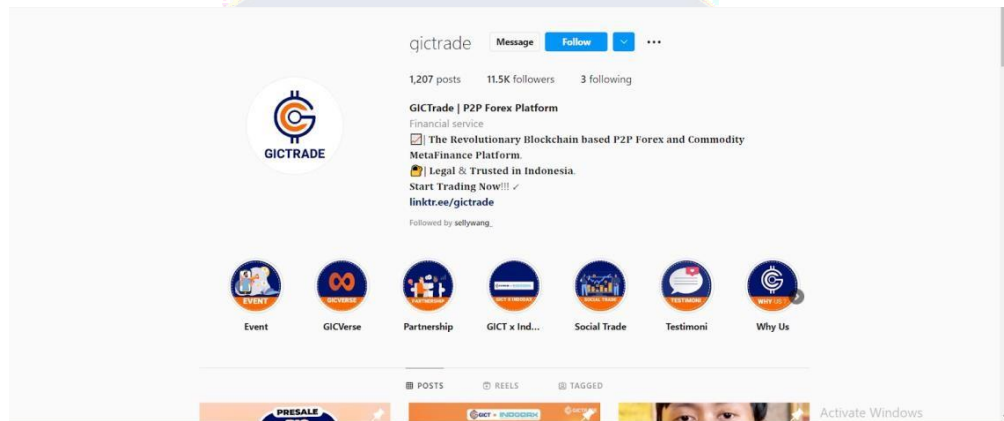 gictrade Message Follow
1,207 posts 11.5K followers 3 following
GICTrade | P2P Forex Platform
Financial service
| The Revolutionary Blockchain based P2P Forex and Commodity
MetaFinance Platform.
| Legal & Trusted in Indonesia.
Start Trading Now!!! ✓
linktr.ee/gictrade
Followed by sellywang_
GICTRADE
EVENT
GICVERSE
PARTNERSHIP
SOCIAL TRADE
TESTIMONI
WHY US
Event GICVerse Partnership GICT x Ind... Social Trade Testimoni Why Us
POSTS REELS TAGGED
PRESALE
GICT × INDODAX
Activate Windows